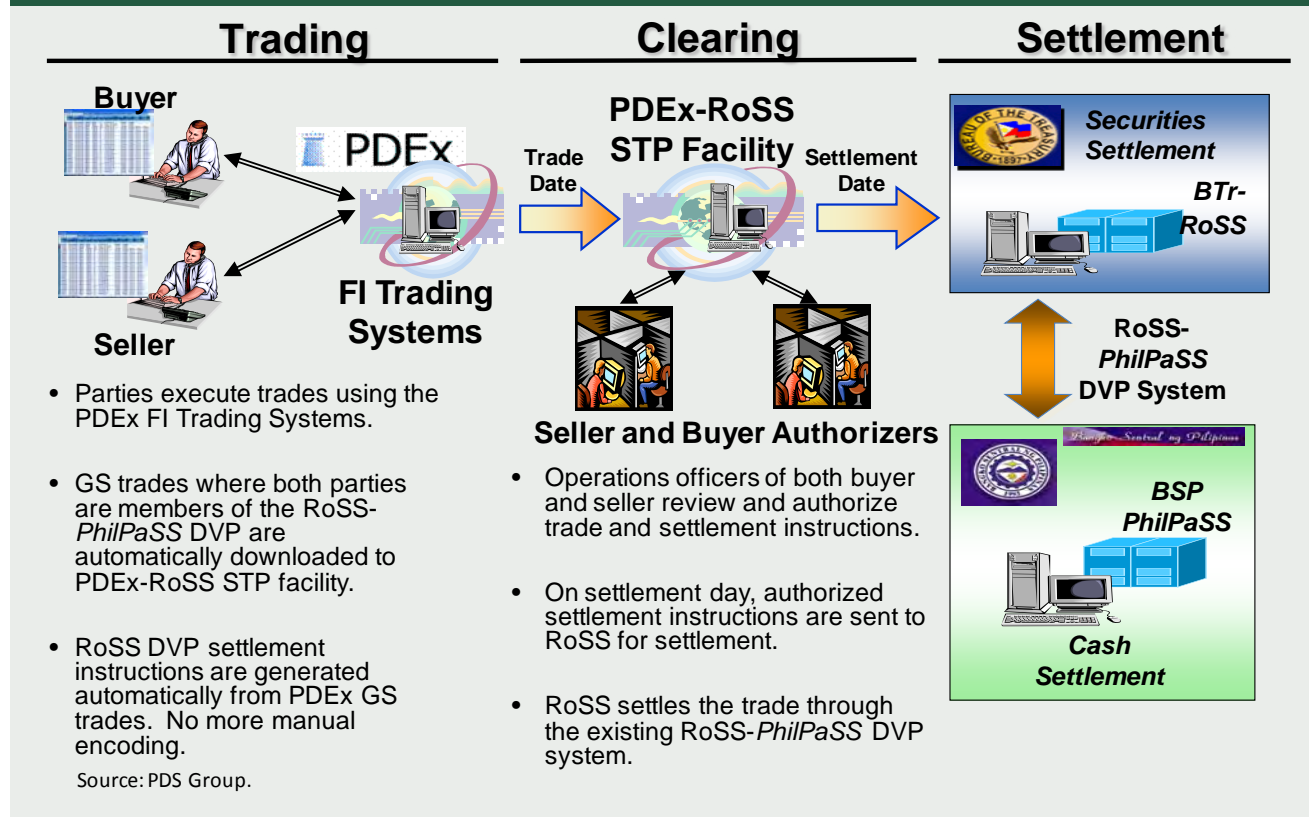 Trading
Clearing
Settlement
Buyer
PDEx
Seller
FI Trading
Systems
Trade
Date
PDEx-RoSS
STP Facility
Settlement
Date
Seller and Buyer Authorizers
BUREAU OF THE TREASURY
1897
Securities
Settlement
BTr-
RoSS
RoSS-
PhilPaSS
DVP System
Bangko Sentral ng Pilipinas
BSP
PhilPaSS
Cash
Settlement
• Parties execute trades using the
PDEx FI Trading Systems.
• GS trades where both parties
are members of the RoSS-
PhilPaSS DVP are
automatically downloaded to
PDEx-RoSS STP facility.
• RoSS DVP settlement
instructions are generated
automatically from PDEx GS
trades.  No more manual
encoding.
Source: PDS Group.
• Operations officers of both buyer
and seller review and authorize
trade and settlement instructions.
• On settlement day, authorized
settlement instructions are sent to
RoSS for settlement.
• RoSS settles the trade through
the existing RoSS-PhilPaSS DVP
system.